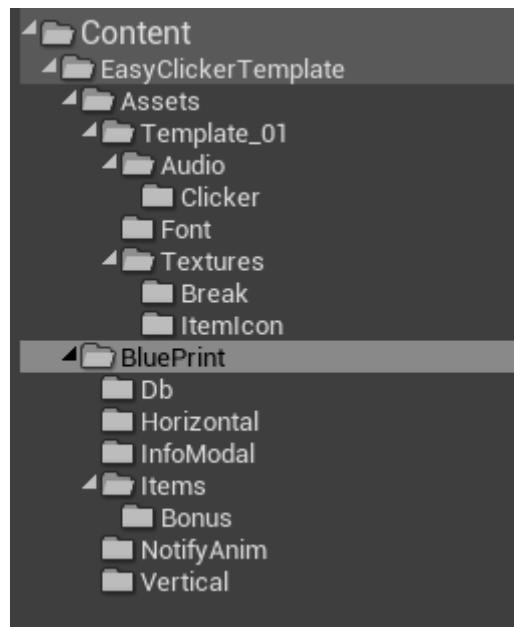 Content
EasyClickerTemplate
Assets
Template_01
Audio
Clicker
Font
Textures
Break
ItemIcon
BluePrint
Db
Horizontal
InfoModal
Items
Bonus
NotifyAnim
Vertical